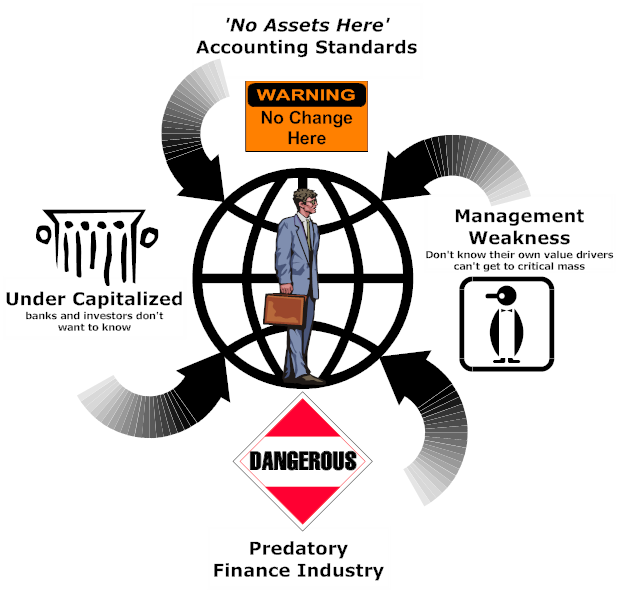 'No Assets Here'
Accounting Standards
WARNING
No Change
Here
Management
Weakness
Don't know their own value drivers
can't get to critical mass
Under Capitalized
banks and investors don't
want to know
DANGEROUS
Predatory
Finance Industry